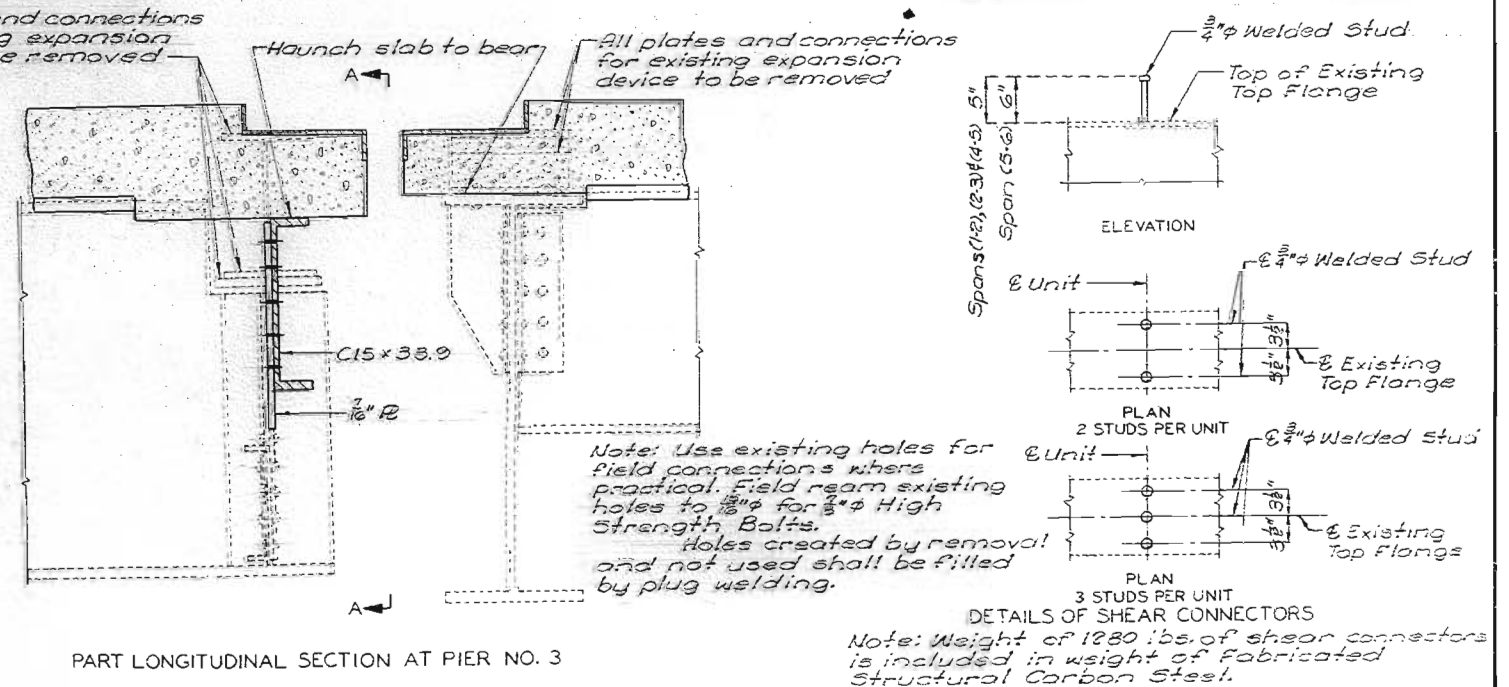 and connections
expansion
be removed
Haunch slab to bear
All plates and connections
for existing expansion
device to be removed
A
C15×33.9
7/16" ℄
A
Note: Use existing holes for
field connections where
practical. Field ream existing
holes to 15/16"φ for 7/8"φ High
Strength Bolts.
Holes created by removal
and not used shall be filled
by plug welding.
PART LONGITUDINAL SECTION AT PIER NO. 3
3/4"φ Welded Stud
Top of Existing
Top Flange
5"
6"
Spans (1-2), (2-3) & (4-5)
Span (5-6)
ELEVATION
℄ 3/4"φ Welded Stud
℄ Unit
3 1/2"
3 1/2"
℄ Existing
Top Flange
PLAN
2 STUDS PER UNIT
℄ 3/4"φ Welded Stud
℄ Unit
3 1/2"
3 1/2"
℄ Existing
Top Flange
PLAN
3 STUDS PER UNIT
DETAILS OF SHEAR CONNECTORS
Note: Weight of 1280 lbs. of shear connectors
is included in weight of Fabricated
Structural Carbon Steel.